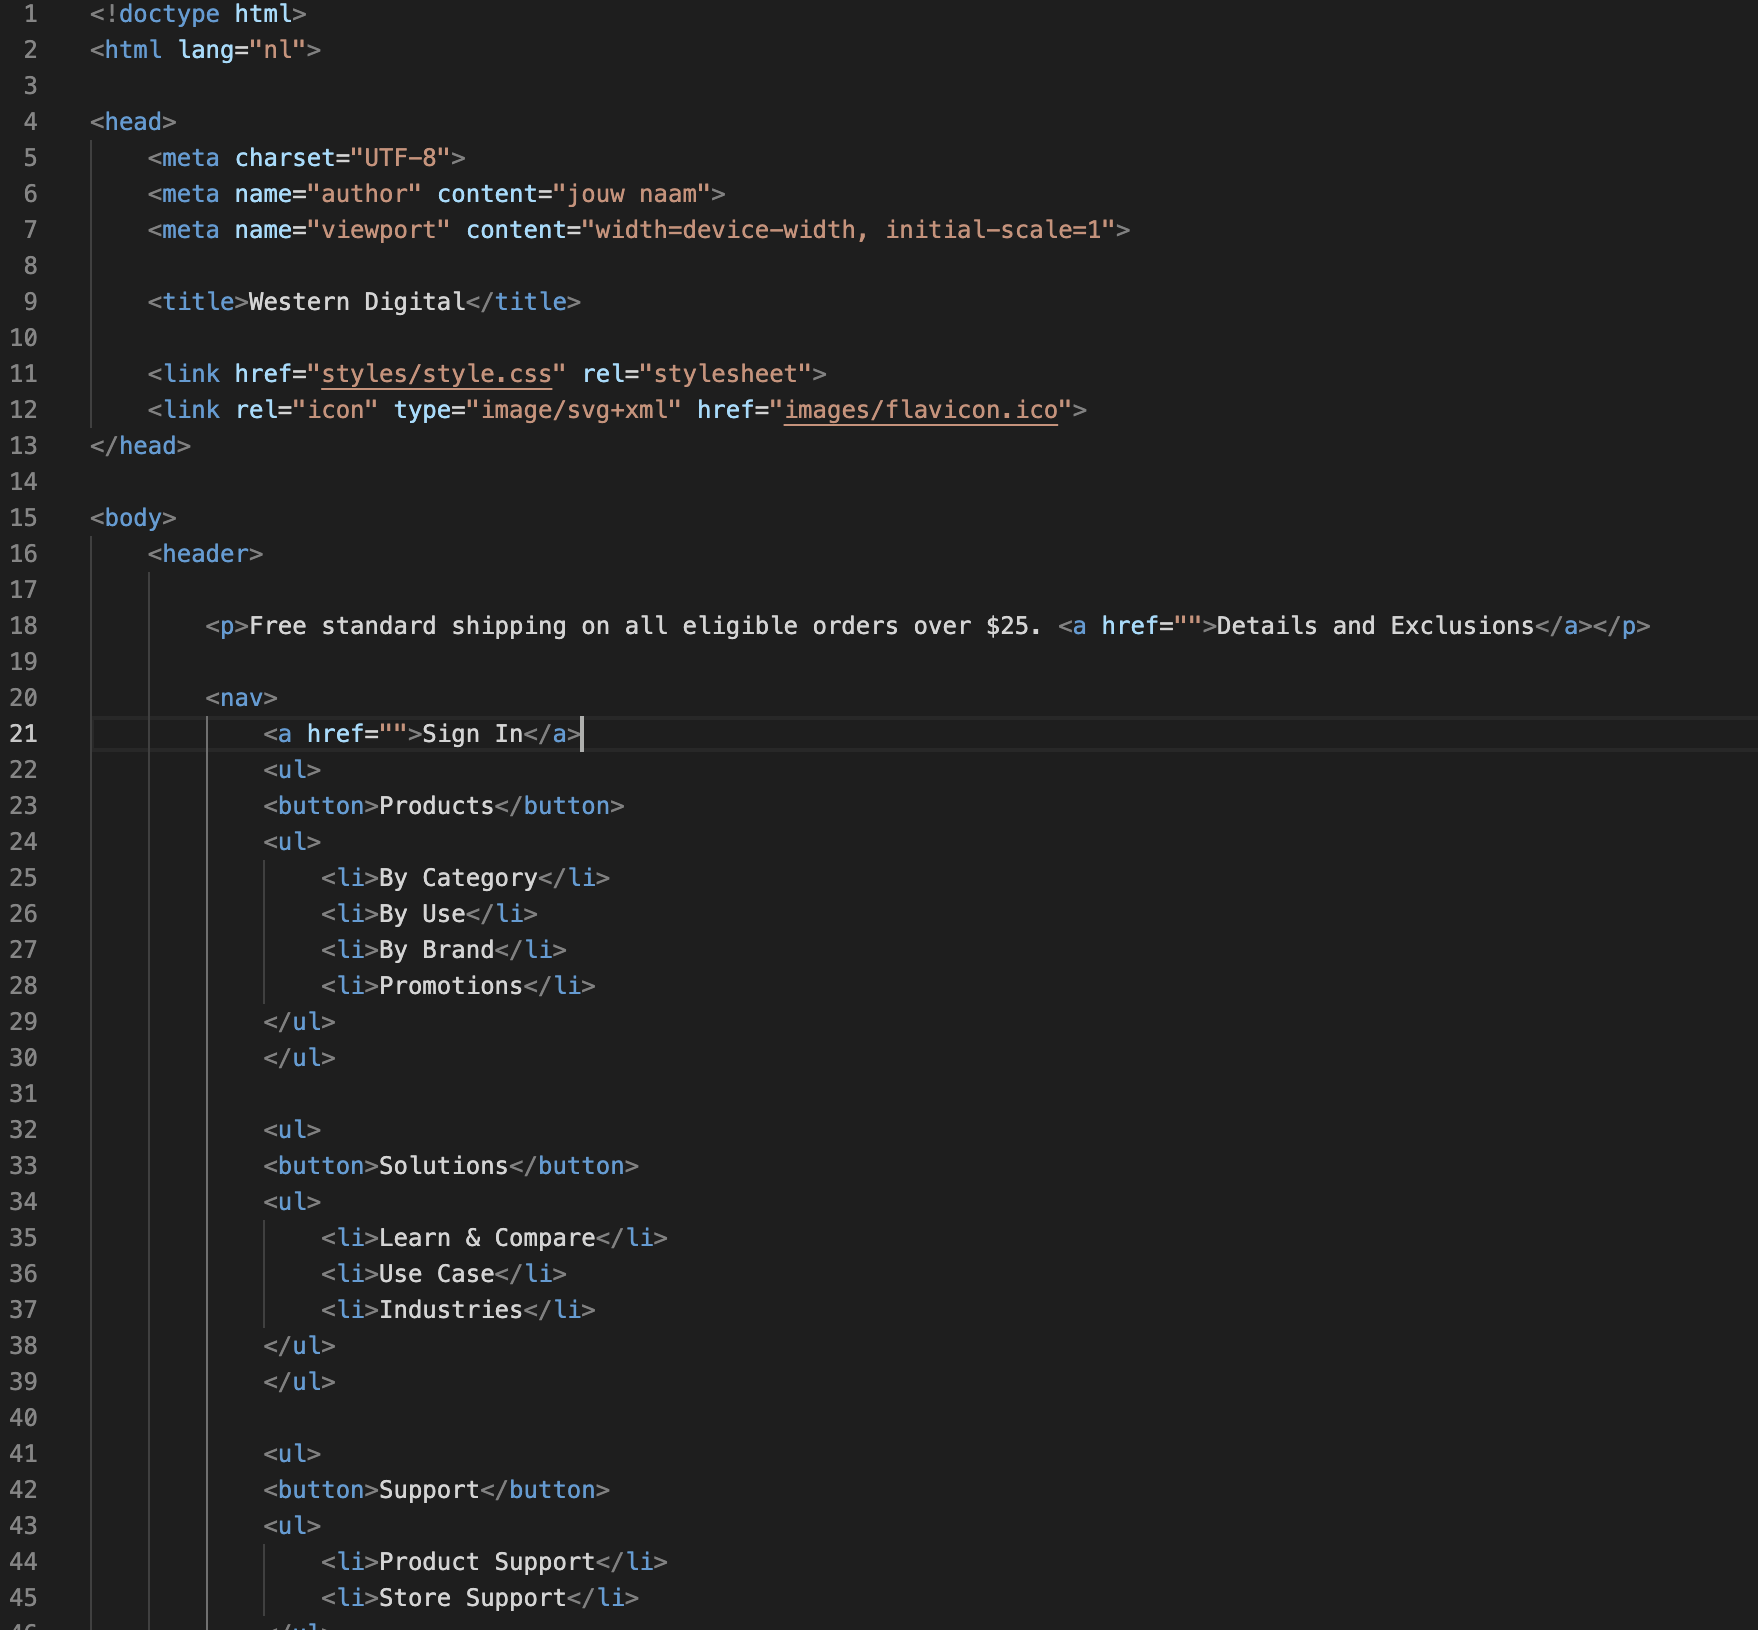 1 <!doctype html>
2 <html lang="nl">
3
4 <head>
5 <meta charset="UTF-8">
6 <meta name="author" content="jouw naam">
7 <meta name="viewport" content="width=device-width, initial-scale=1">
8
9 <title>Western Digital</title>
10
11 <link href="styles/style.css" rel="stylesheet">
12 <link rel="icon" type="image/svg+xml" href="images/flavicon.ico">
13 </head>
14
15 <body>
16 <header>
17
18 <p>Free standard shipping on all eligible orders over $25. <a href="">Details and Exclusions</a></p>
19
20 <nav>
21 <a href="">Sign In</a>
22 <ul>
23 <button>Products</button>
24 <ul>
25 <li>By Category</li>
26 <li>By Use</li>
27 <li>By Brand</li>
28 <li>Promotions</li>
29 </ul>
30 </ul>
31
32 <ul>
33 <button>Solutions</button>
34 <ul>
35 <li>Learn & Compare</li>
36 <li>Use Case</li>
37 <li>Industries</li>
38 </ul>
39 </ul>
40
41 <ul>
42 <button>Support</button>
43 <ul>
44 <li>Product Support</li>
45 <li>Store Support</li>